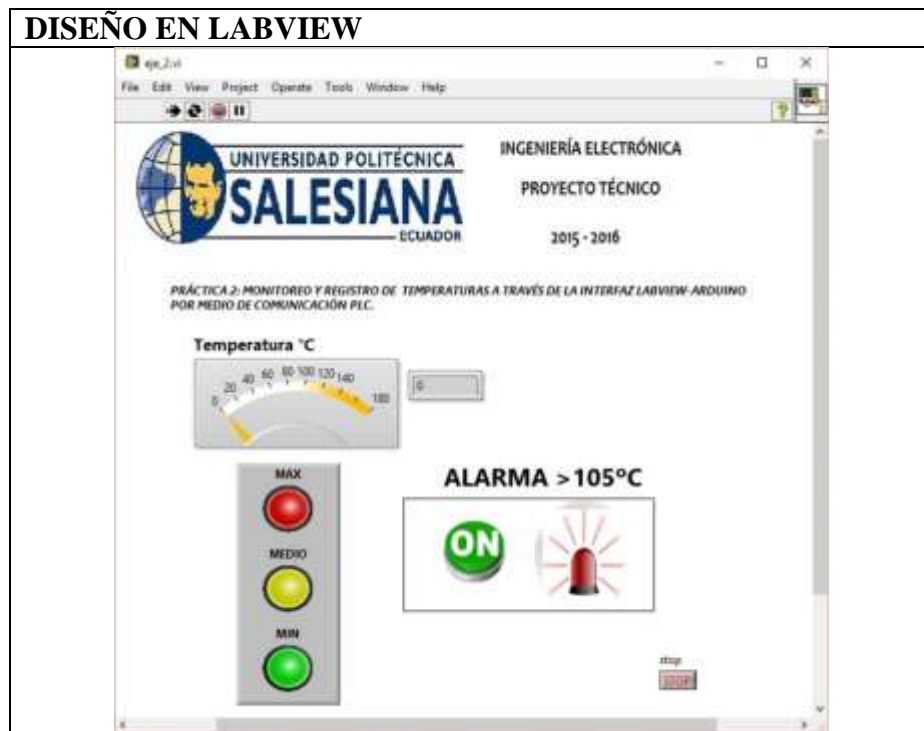 DISEÑO EN LABVIEW
eje_2.vi
File Edit View Project Operate Tools Window Help
UNIVERSIDAD POLITÉCNICA
SALESIANA
ECUADOR
INGENIERÍA ELECTRÓNICA
PROYECTO TÉCNICO
2015 - 2016
PRÁCTICA 2: MONITOREO Y REGISTRO DE TEMPERATURAS A TRAVÉS DE LA INTERFAZ LABVIEW-ARDUINO
POR MEDIO DE COMUNICACIÓN PLC.
Temperatura °C
0 20 40 60 80 100 120 140 180
0
MAX
MEDIO
MIN
ALARMA >105°C
ON
stop
STOP